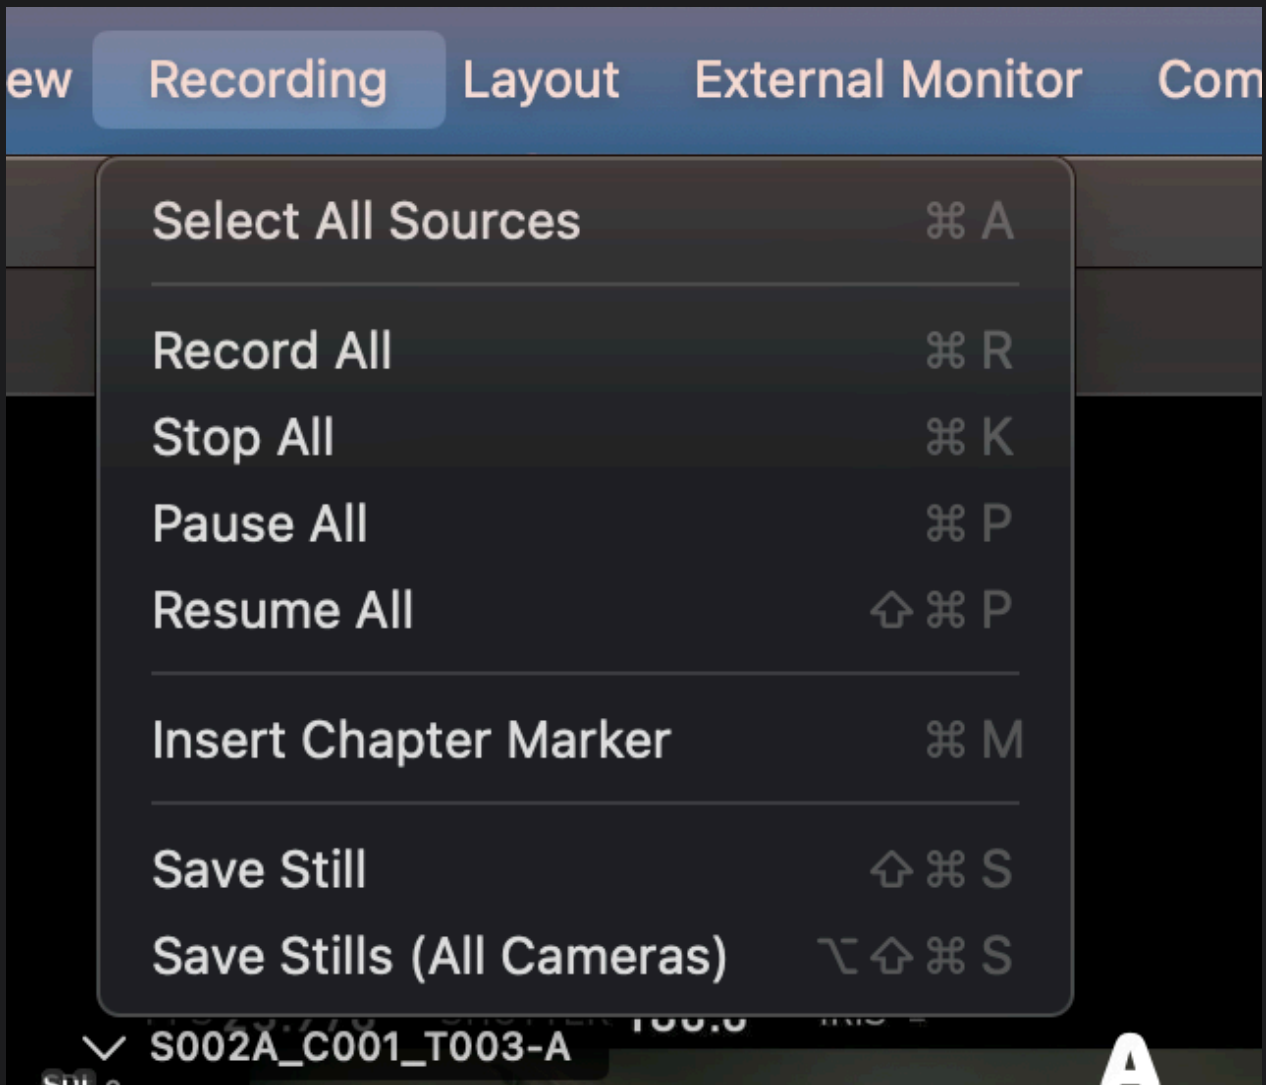 ew Recording Layout External Monitor Com
Select All Sources ⌘ A
Record All ⌘ R
Stop All ⌘ K
Pause All ⌘ P
Resume All ⇧ ⌘ P
Insert Chapter Marker ⌘ M
Save Still ⇧ ⌘ S
Save Stills (All Cameras) ⌥ ⇧ ⌘ S
S002A_C001_T003-A
A